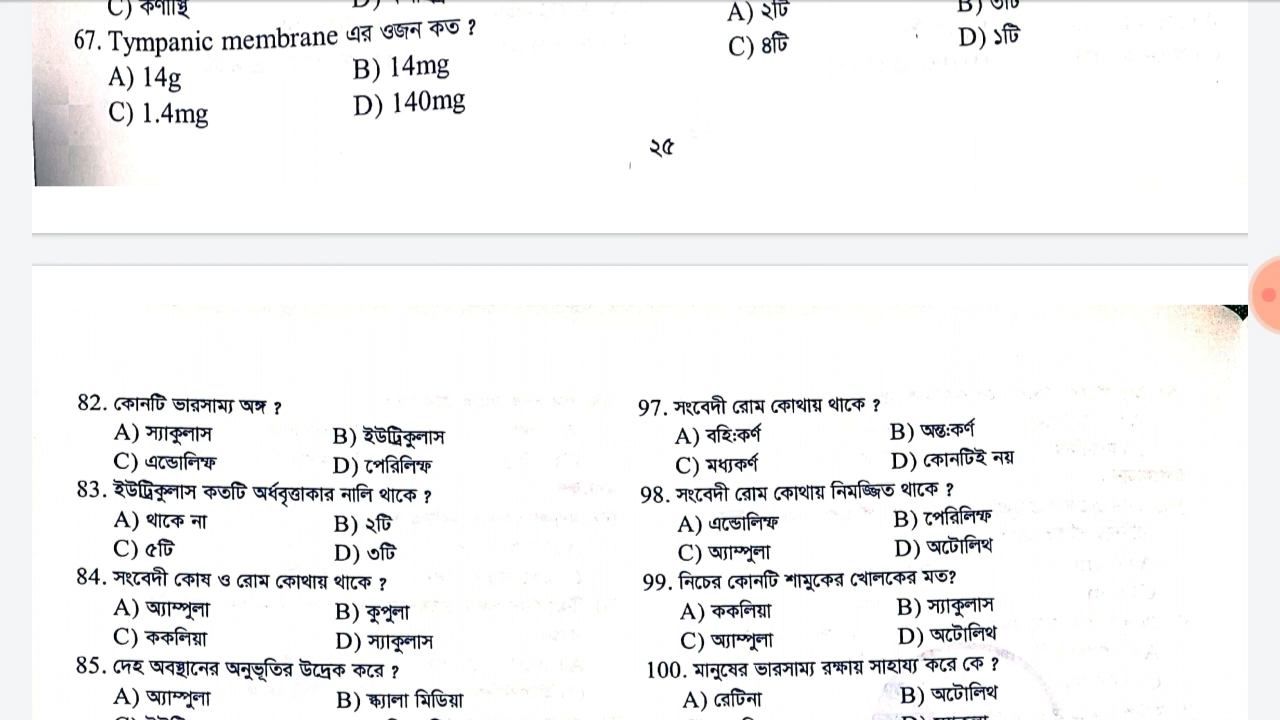 C) কর্ণাস্থি
67. Tympanic membrane এর ওজন কত ?
A) 14g B) 14mg
C) 1.4mg D) 140mg
A) ২টি B) ৩টি
C) ৪টি D) ১টি
২৫
82. কোনটি ভারসাম্য অঙ্গ ?
A) স্যাকুলাস B) ইউট্রিকুলাস
C) এন্ডোলিম্ফ D) পেরিলিম্ফ
83. ইউট্রিকুলাস কতটি অর্ধবৃত্তাকার নালি থাকে ?
A) থাকে না B) ২টি
C) ৫টি D) ৩টি
84. সংবেদী কোষ ও রোম কোথায় থাকে ?
A) অ্যাম্পুলা B) কুপুলা
C) ককলিয়া D) স্যাকুলাস
85. দেহ অবস্থানের অনুভূতির উদ্রেক করে ?
A) অ্যাম্পুলা B) স্ক্যালা মিডিয়া
97. সংবেদী রোম কোথায় থাকে ?
A) বহিঃকর্ণ B) অন্তঃকর্ণ
C) মধ্যকর্ণ D) কোনটিই নয়
98. সংবেদী রোম কোথায় নিমজ্জিত থাকে ?
A) এন্ডোলিম্ফ B) পেরিলিম্ফ
C) অ্যাম্পুলা D) অটোলিথ
99. নিচের কোনটি শামুকের খোলকের মত?
A) ককলিয়া B) স্যাকুলাস
C) অ্যাম্পুলা D) অটোলিথ
100. মানুষের ভারসাম্য রক্ষায় সাহায্য করে কে ?
A) রেটিনা B) অটোলিথ